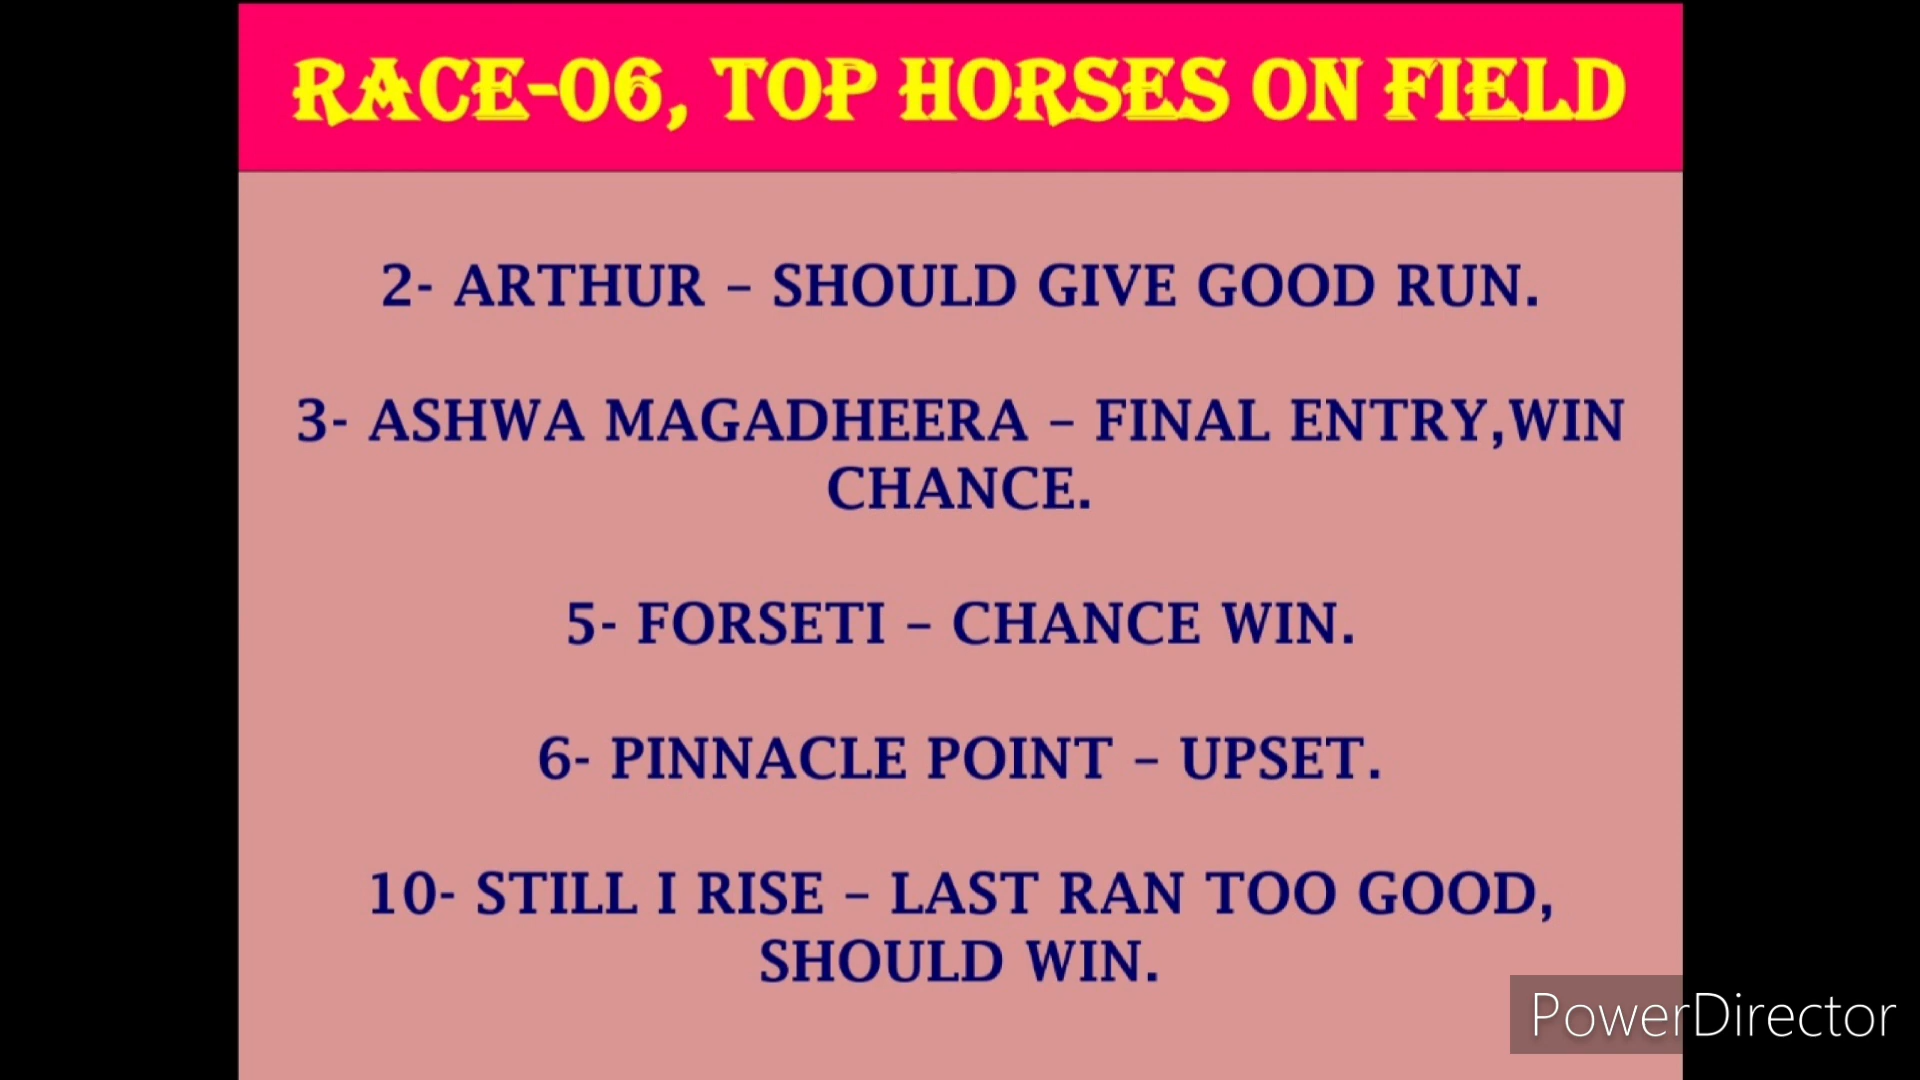 RACE-06, TOP HORSES ON FIELD
2- ARTHUR – SHOULD GIVE GOOD RUN.
3- ASHWA MAGADHEERA – FINAL ENTRY,WIN
CHANCE.
5- FORSETI – CHANCE WIN.
6- PINNACLE POINT – UPSET.
10- STILL I RISE – LAST RAN TOO GOOD,
SHOULD WIN.
PowerDirector